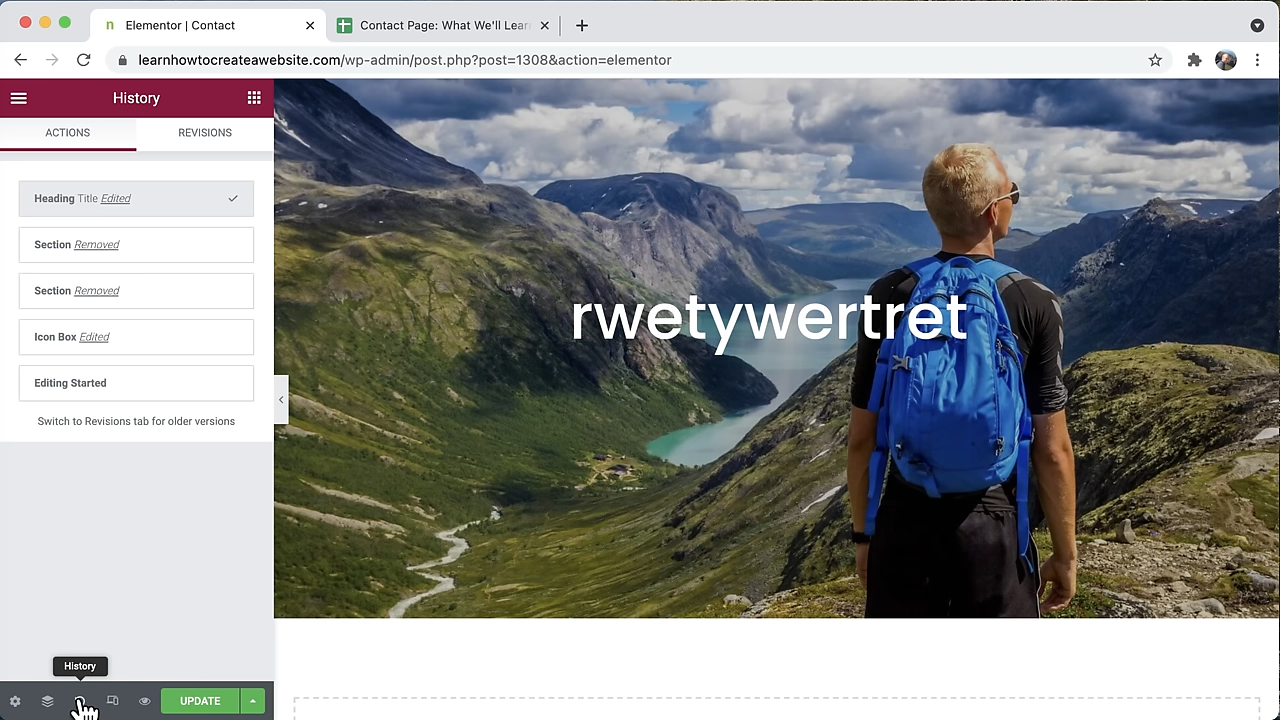 n Elementor | Contact
Contact Page: What We'll Lear
learnhowtocreateawebsite.com/wp-admin/post.php?post=1308&action=elementor
History
ACTIONS
REVISIONS
Heading Title Edited
Section Removed
Section Removed
Icon Box Edited
Editing Started
Switch to Revisions tab for older versions
rwetywertret
History
UPDATE